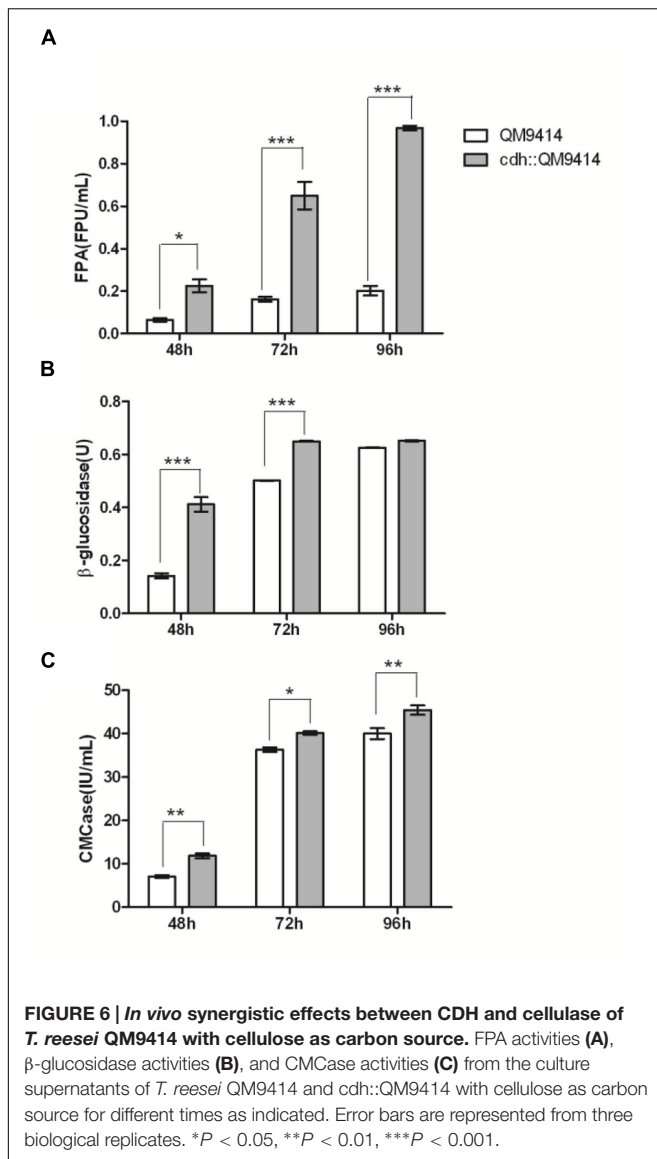 A
***
***
*
QM9414
cdh::QM9414
FPA(FPU/mL)
1.0
0.8
0.6
0.4
0.2
0.0
48h 72h 96h
B
***
***
β-glucosidase(U)
0.8
0.6
0.4
0.2
0.0
48h 72h 96h
C
**
*
**
CMCase(IU/mL)
50
40
30
20
10
0
48h 72h 96h
FIGURE 6 | In vivo synergistic effects between CDH and cellulase of
T. reesei QM9414 with cellulose as carbon source. FPA activities (A),
β-glucosidase activities (B), and CMCase activities (C) from the culture
supernatants of T. reesei QM9414 and cdh::QM9414 with cellulose as carbon
source for different times as indicated. Error bars are represented from three
biological replicates. *P < 0.05, **P < 0.01, ***P < 0.001.